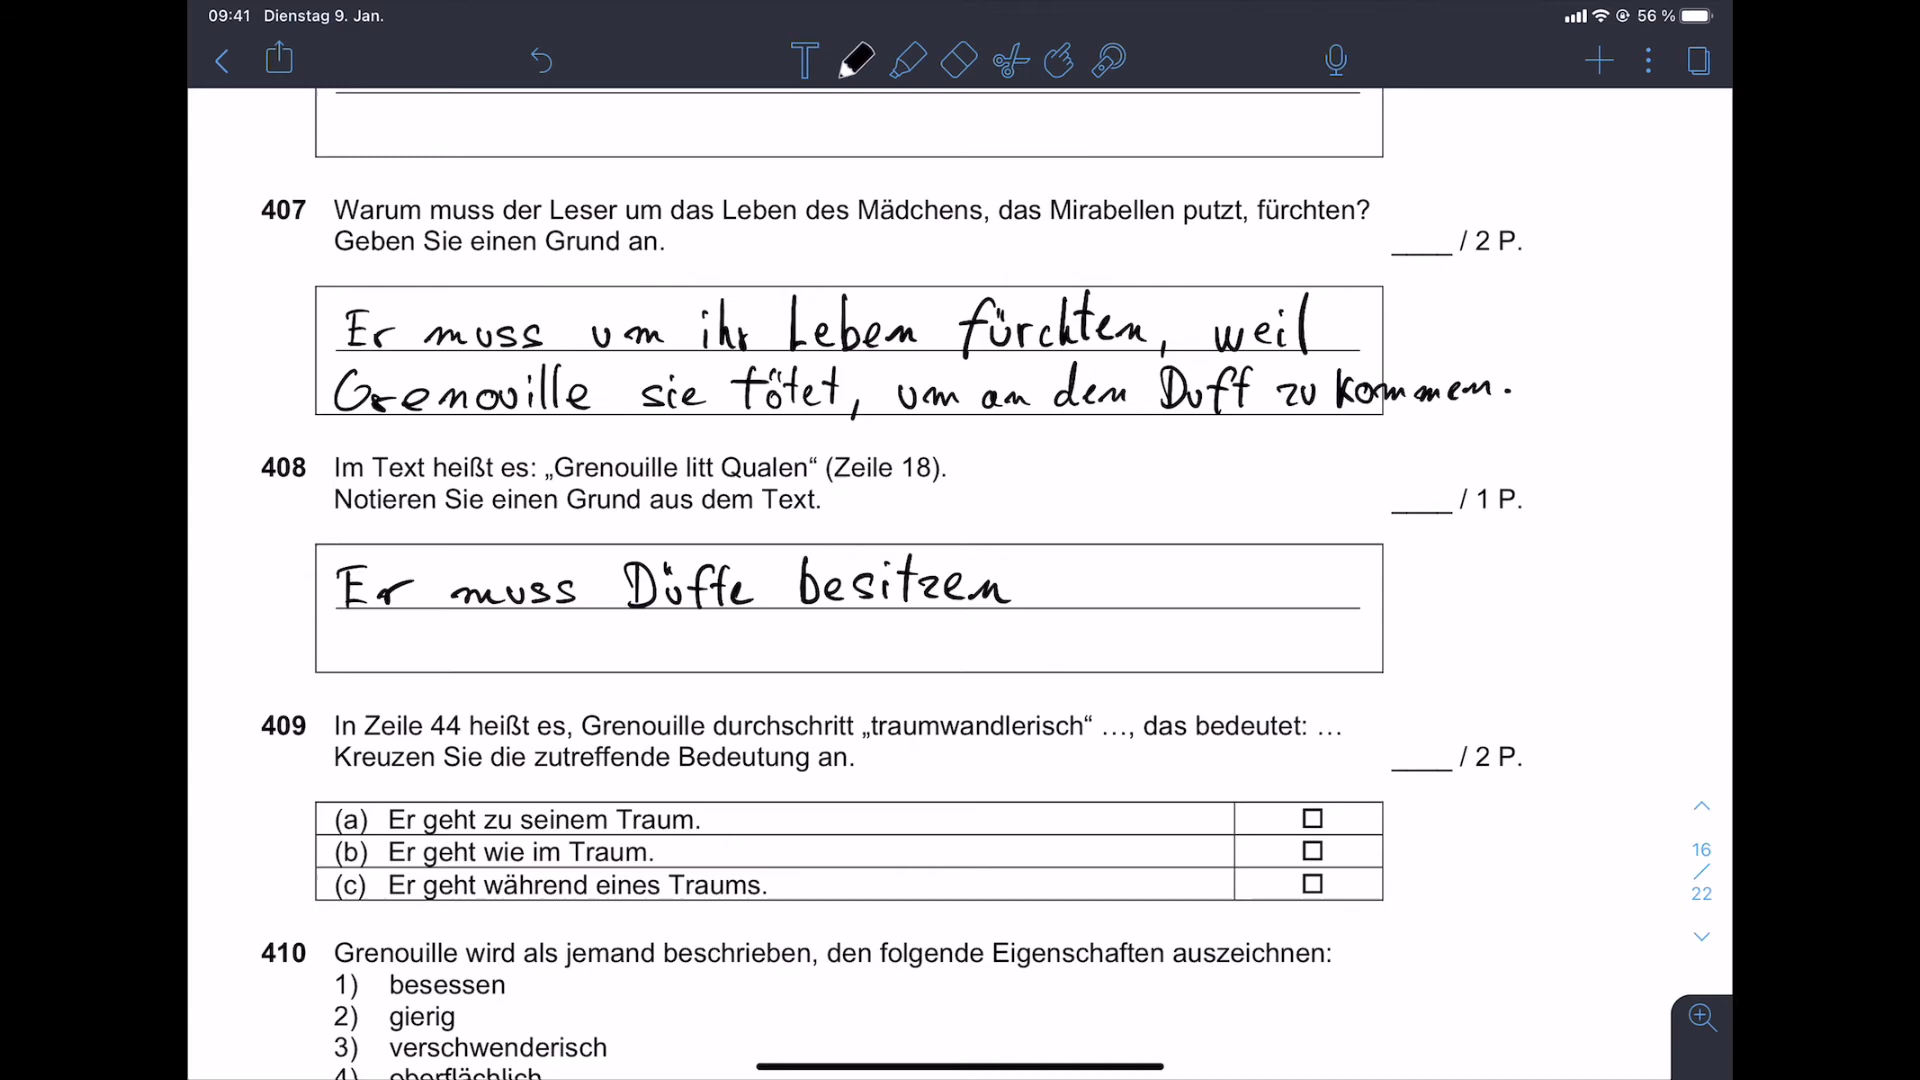 09:41 Dienstag 9. Jan.
56 %
407 Warum muss der Leser um das Leben des Mädchens, das Mirabellen putzt, fürchten?
Geben Sie einen Grund an.
____ / 2 P.
Er muss um ihr Leben fürchten, weil
Grenouille sie tötet, um an den Duft zu kommen.
408 Im Text heißt es: „Grenouille litt Qualen“ (Zeile 18).
Notieren Sie einen Grund aus dem Text.
____ / 1 P.
Er muss Düfte besitzen
409 In Zeile 44 heißt es, Grenouille durchschritt „traumwandlerisch“ …, das bedeutet: …
Kreuzen Sie die zutreffende Bedeutung an.
____ / 2 P.
(a) Er geht zu seinem Traum. ☐
(b) Er geht wie im Traum. ☐
(c) Er geht während eines Traums. ☐
16
/
22
410 Grenouille wird als jemand beschrieben, den folgende Eigenschaften auszeichnen:
1) besessen
2) gierig
3) verschwenderisch
4) oberflächlich